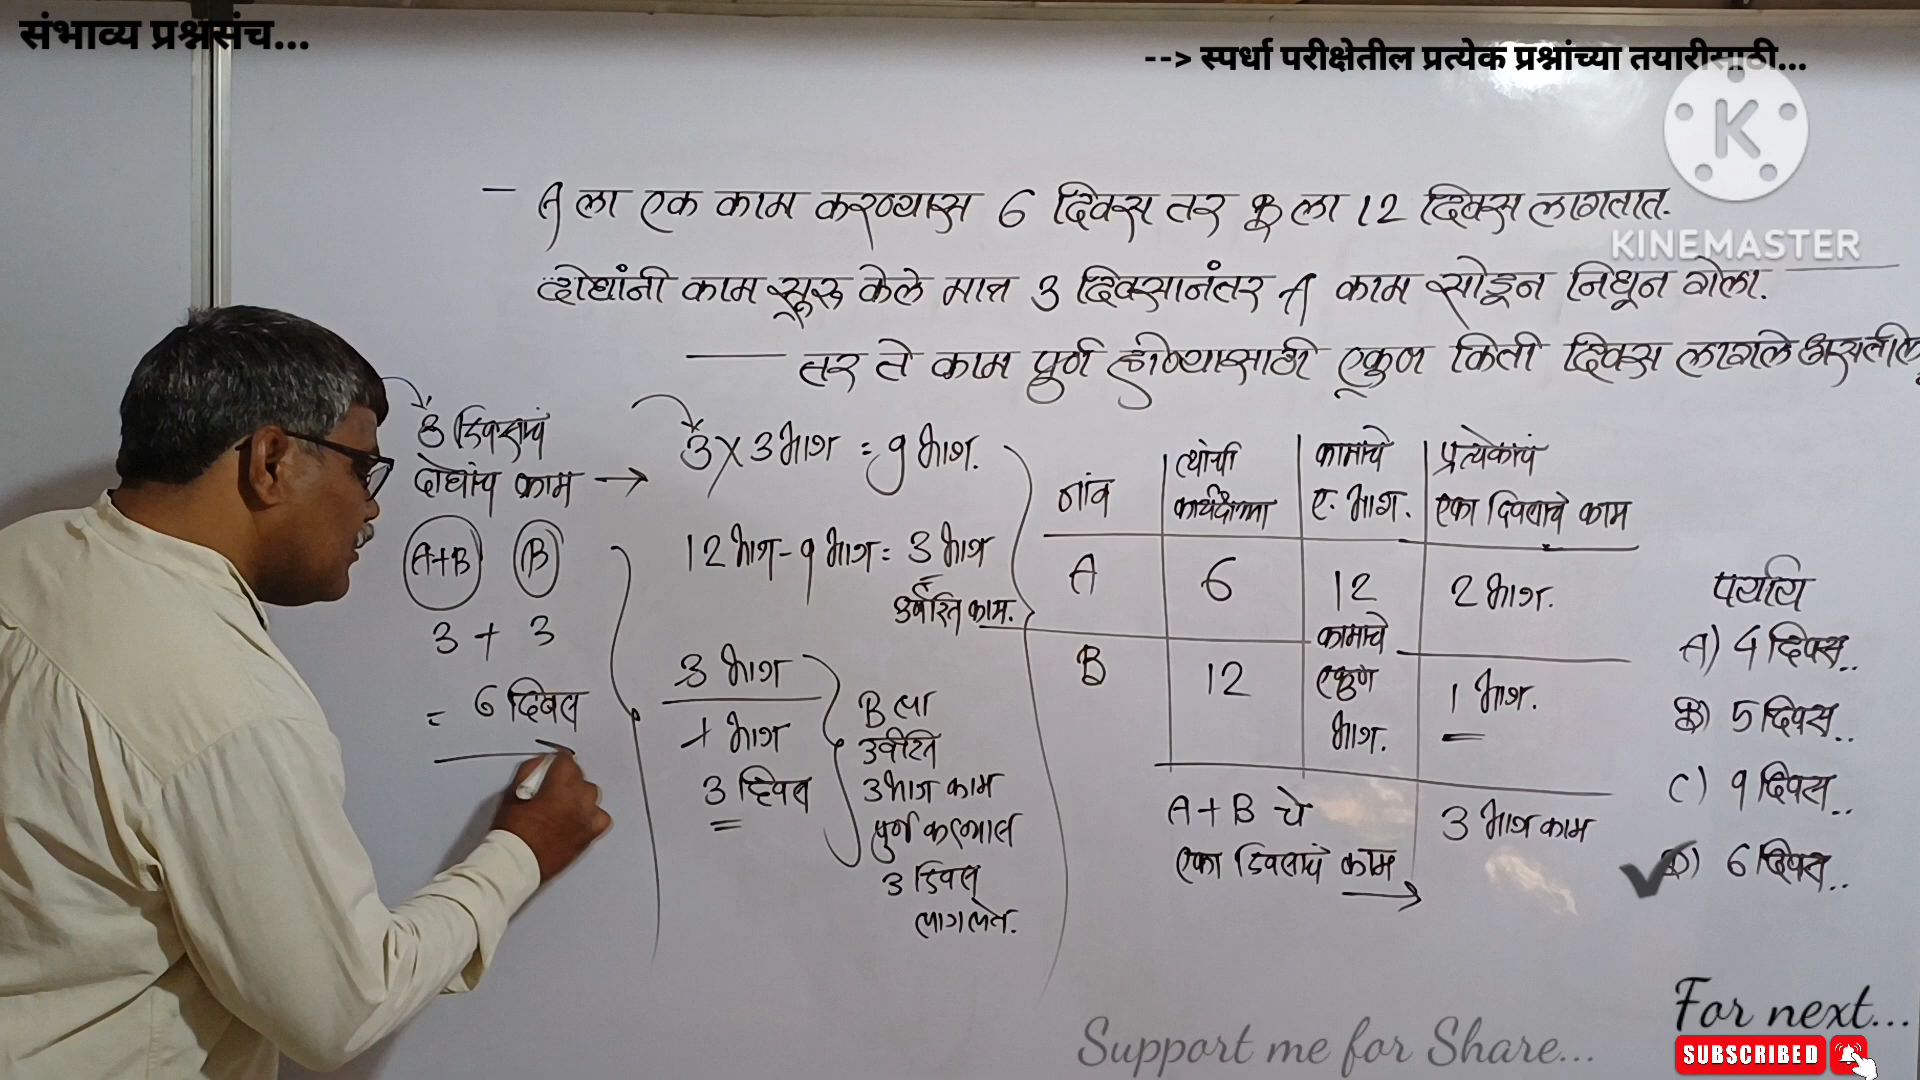 संभाव्य प्रश्नसंच...
--> स्पर्धा परीक्षेतील प्रत्येक प्रश्नांच्या तयारीसाठी...
K
KINEMASTER
A ला एक काम करण्यास 6 दिवस तर B ला 12 दिवस लागतात.
दोघांनी काम सुरू केले मात्र 3 दिवसानंतर A काम सोडून निघून गेला.
तर ते काम पुर्ण होण्यासाठी एकुण किती दिवस लागले असतील
3 दिवसाचं
दोघांचं काम →
A+B B
3 + 3
= 6 दिवस
3 × 3 भाग = 9 भाग.
12 भाग - 9 भाग = 3 भाग
उर्वरित काम.
3 भाग
1 भाग
3 दिवस
B ला
उर्वरित
3 भाग काम
पुर्ण करण्यास
3 दिवस
लागलेत.
नांव त्यांची कार्यक्षमता कामाचे ए. भाग. प्रत्येकाचं एका दिवसाचे काम
A 6 12 2 भाग.
कामाचे
B 12 एकुण 1 भाग.
भाग.
A+B चे 3 भाग काम
एका दिवसाचं काम →
पर्याय
A) 4 दिवस..
B) 5 दिवस..
C) 9 दिवस..
D) 6 दिवस..
For next...
Support me for Share...
SUBSCRIBED